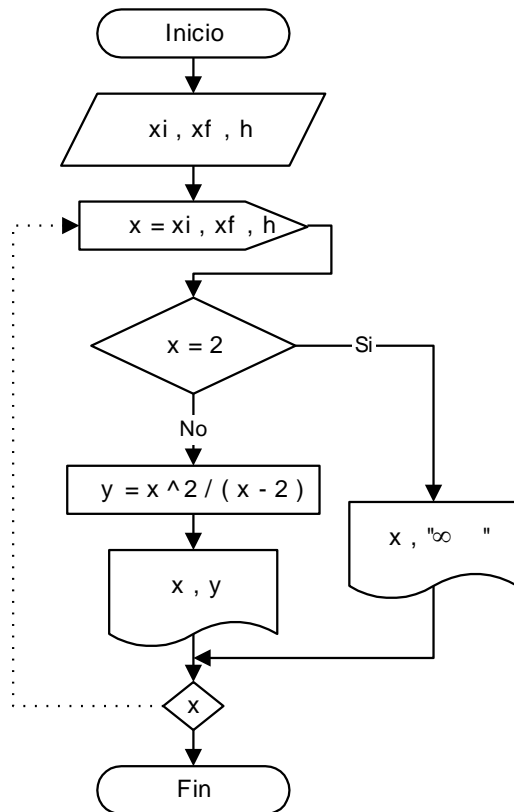 Inicio
xi , xf , h
x = xi , xf , h
x = 2
Si
No
y = x ^2 / ( x - 2 )
x , "∞ "
x , y
x
Fin